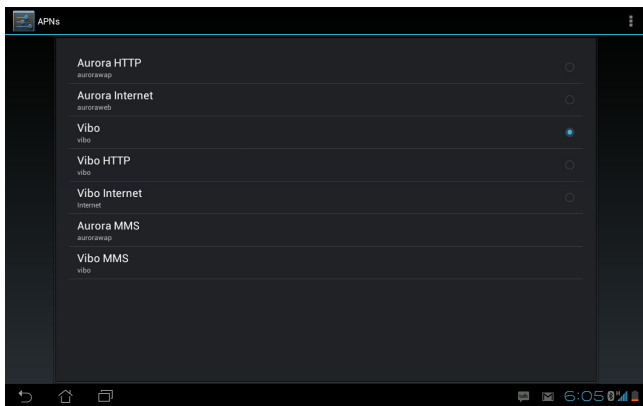 APNs
Aurora HTTP
aurorawap
Aurora Internet
auroraweb
Vibo
vibo
Vibo HTTP
vibo
Vibo Internet
Internet
Aurora MMS
aurorawap
Vibo MMS
vibo
6:05
H